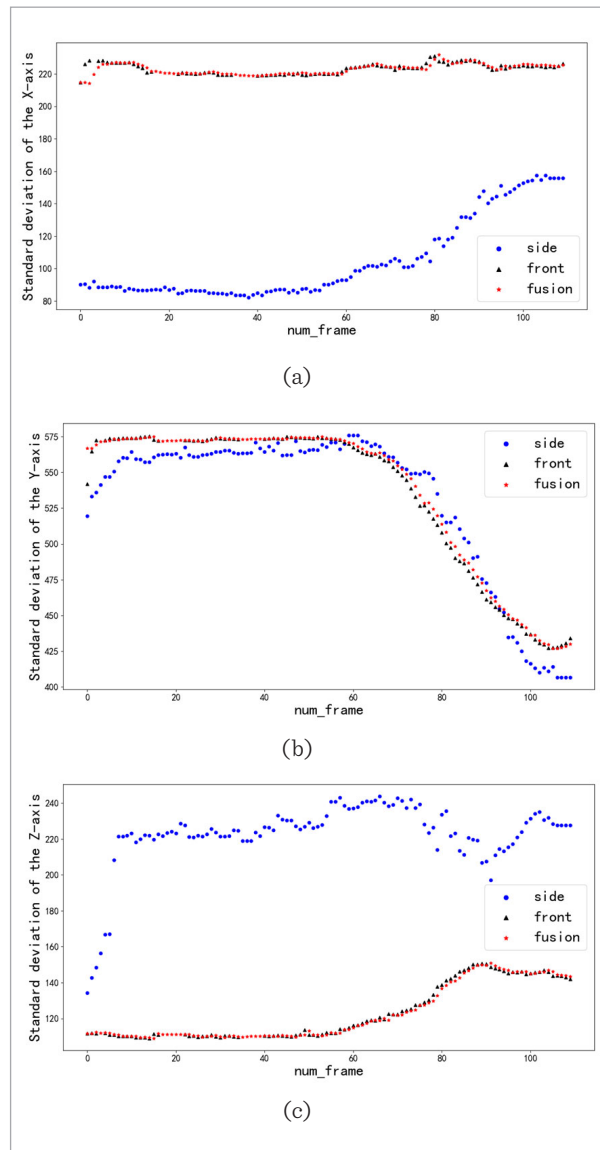 Standard deviation of the X-axis
220
200
180
160
140
120
100
80
side
front
fusion
0
20
40
60
80
100
num_frame
(a)
Standard deviation of the Y-axis
575
550
525
500
475
450
425
400
side
front
fusion
0
20
40
60
80
100
num_frame
(b)
Standard deviation of the Z-axis
240
220
200
180
160
140
120
side
front
fusion
0
20
40
60
80
100
num_frame
(c)